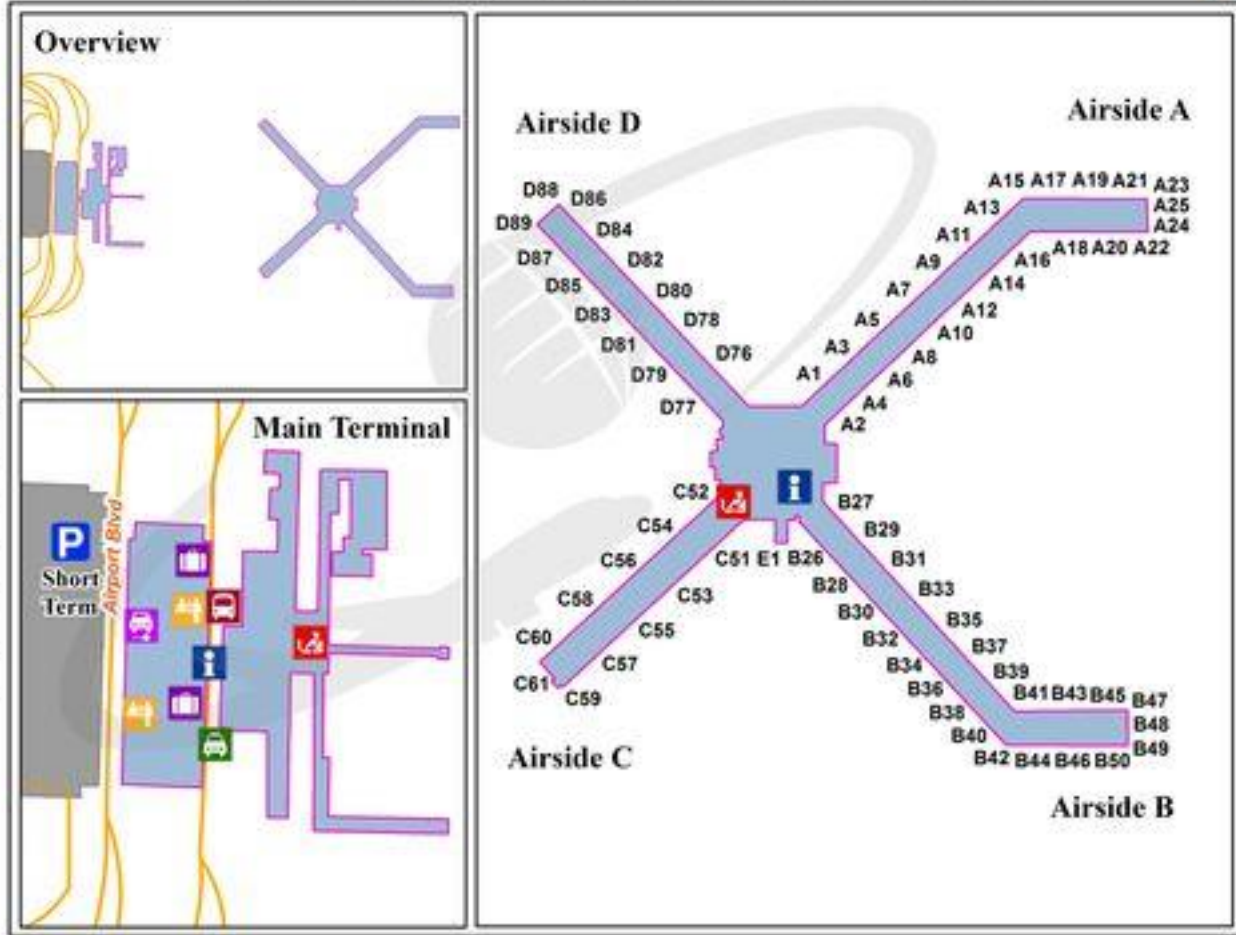 Overview
Main Terminal
P
Short
Term
Airport Blvd
i
Airside D
Airside A
D88
D86
D89
D84
D87
D82
D85
D80
D83
D78
D81
D76
D79
D77
A15 A17 A19 A21 A23
A13
A25
A11
A24
A9
A16 A18 A20 A22
A7
A14
A5
A12
A3
A10
A1
A8
A6
A4
A2
i
C52
C54
C56
C58
C60
C61
C59
C57
C55
C53
C51 E1 B26
B27
B29
B28
B31
B30
B33
B32
B35
B34
B37
B36
B39
B38
B41 B43 B45 B47
B40
B48
B42 B44 B46 B50 B49
Airside C
Airside B